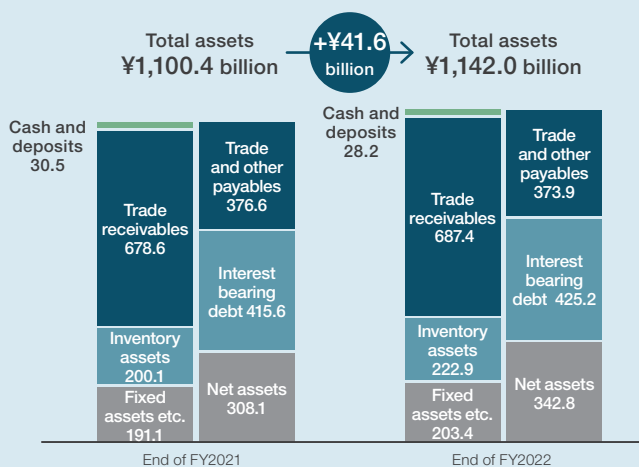 Total assets
¥1,100.4 billion
+¥41.6
billion
Total assets
¥1,142.0 billion
Cash and
deposits
30.5
Trade
receivables
678.6
Inventory
assets
200.1
Fixed
assets etc.
191.1
Trade
and other
payables
376.6
Interest
bearing
debt 415.6
Net assets
308.1
End of FY2021
Cash and
deposits
28.2
Trade
receivables
687.4
Inventory
assets
222.9
Fixed
assets etc.
203.4
Trade
and other
payables
373.9
Interest
bearing
debt 425.2
Net assets
342.8
End of FY2022